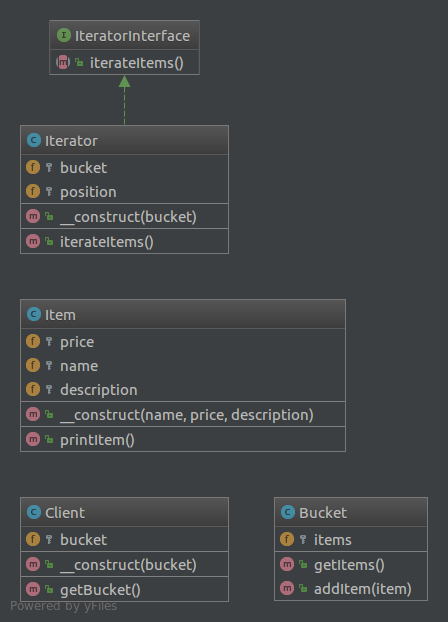 IteratorInterface
iterateItems()
Iterator
bucket
position
__construct(bucket)
iterateItems()
Item
price
name
description
__construct(name, price, description)
printItem()
Client
bucket
__construct(bucket)
getBucket()
Bucket
items
getItems()
addItem(item)
Powered by yFiles